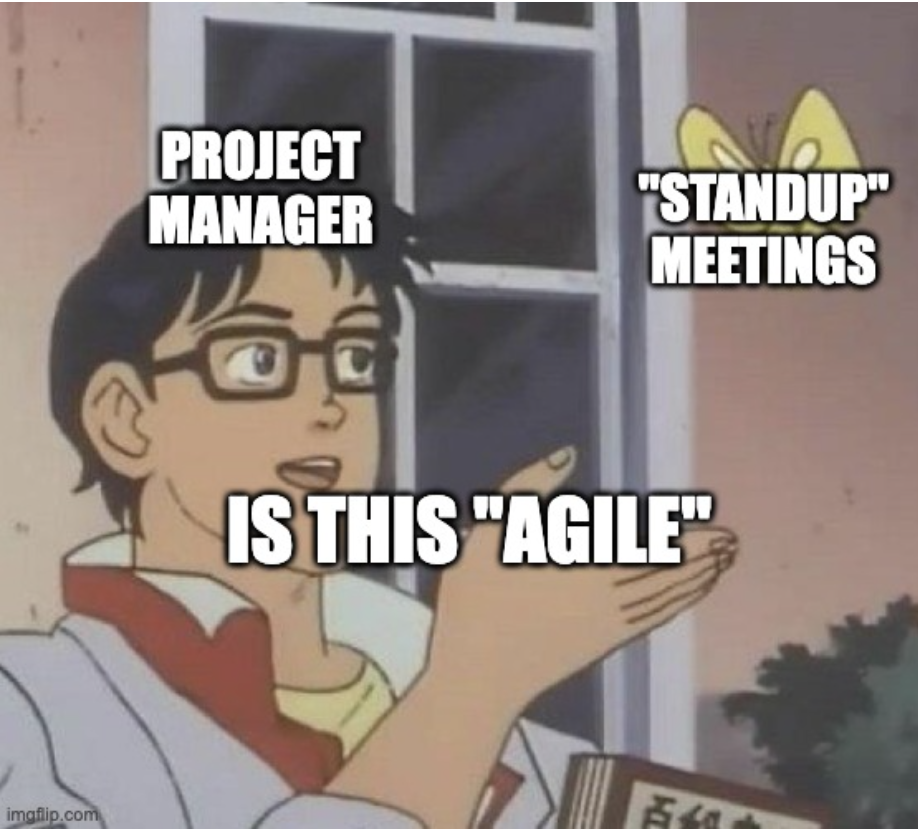 PROJECT
MANAGER
"STANDUP"
MEETINGS
IS THIS "AGILE"
imgflip.com